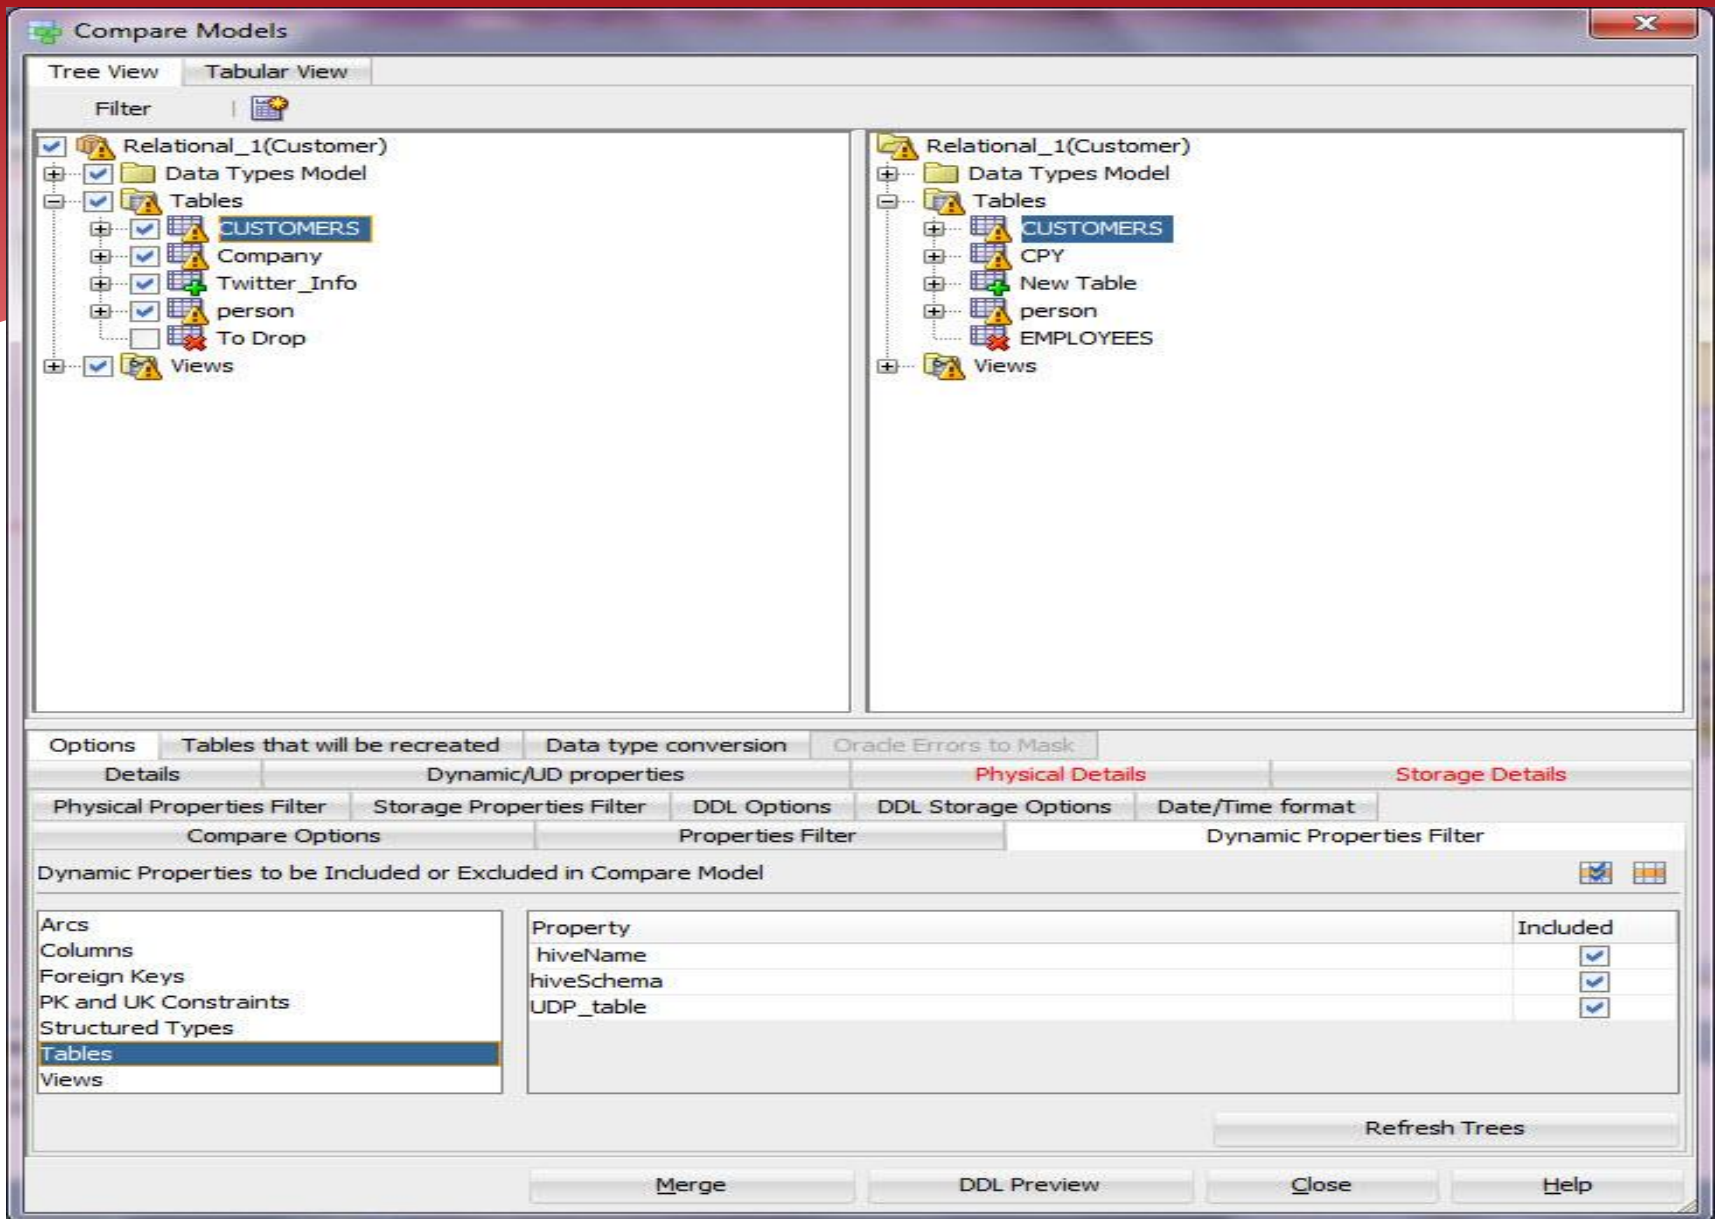 Compare Models
Tree View Tabular View
Filter
Relational_1(Customer)
Data Types Model
Tables
CUSTOMERS
Company
Twitter_Info
person
To Drop
Views
Relational_1(Customer)
Data Types Model
Tables
CUSTOMERS
CPY
New Table
person
EMPLOYEES
Views
Options Tables that will be recreated Data type conversion Oracle Errors to Mask
Details Dynamic/UD properties Physical Details Storage Details
Physical Properties Filter Storage Properties Filter DDL Options DDL Storage Options Date/Time format
Compare Options Properties Filter Dynamic Properties Filter
Dynamic Properties to be Included or Excluded in Compare Model
Arcs
Columns
Foreign Keys
PK and UK Constraints
Structured Types
Tables
Views
Property Included
hiveName
hiveSchema
UDP_table
Refresh Trees
Merge DDL Preview Close Help